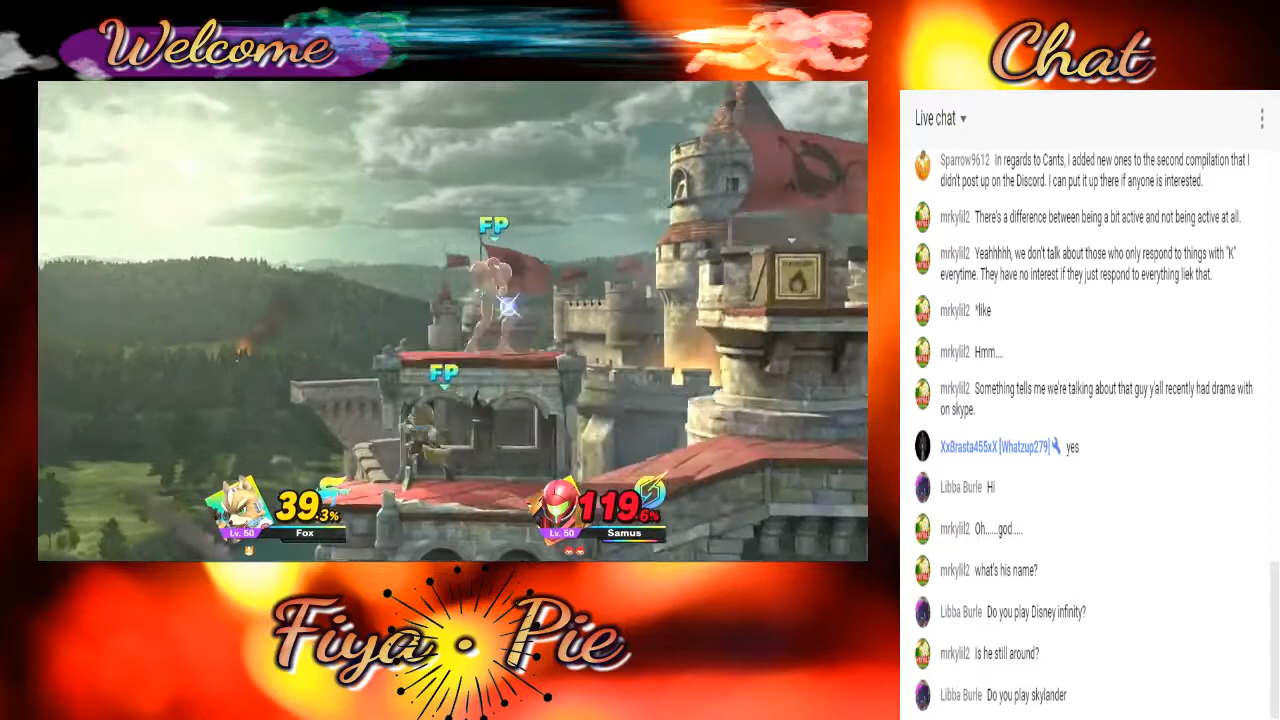 Welcome
Chat
Live chat
Sparrow9612 In regards to Cants, I added new ones to the second compilation that I
didn't post up on the Discord. I can put it up there if anyone is interested.
mrkylil2 There's a difference between being a bit active and not being active at all.
mrkylil2 Yeahhhhh, we don't talk about those who only respond to things with "K"
everytime. They have no interest if they just respond to everything liek that.
mrkylil2 *like
mrkylil2 Hmm....
mrkylil2 Something tells me we're talking about that guy y'all recently had drama with
on skype.
XxBrasta455xX [Whatzup279] yes
Libba Burle Hi
mrkylil2 Oh......god.....
mrkylil2 what's his name?
Libba Burle Do you play Disney infinity?
mrkylil2 Is he still around?
Libba Burle Do you play skylander
FP
FP
39.3%
Lv. 50 Fox
119.6%
Lv. 50 Samus
Fiya • Pie